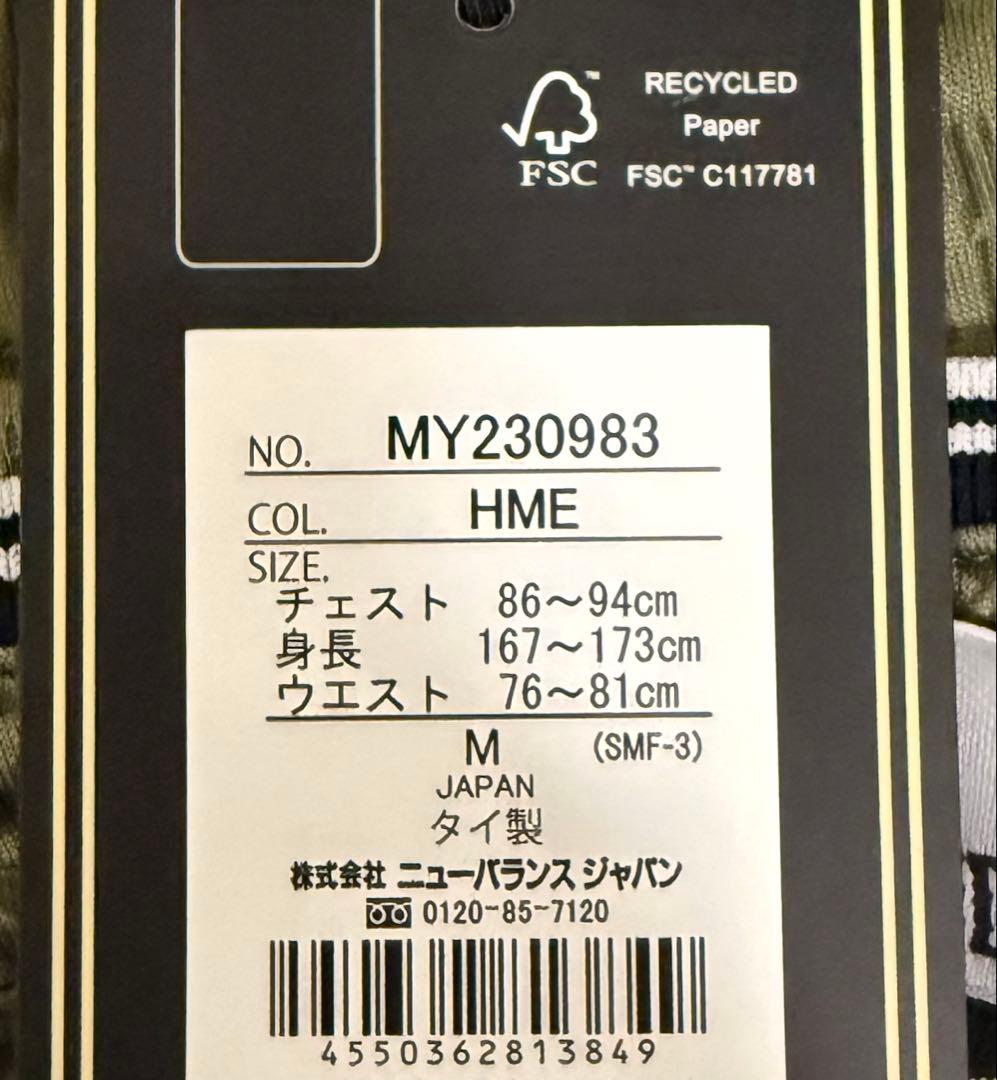 RECYCLED
Paper
FSC™
FSC™ C117781
NO. MY230983
COL. HME
SIZE.
チェスト 86～94cm
身長 167～173cm
ウエスト 76～81cm
M (SMF-3)
JAPAN
タイ製
株式会社 ニューバランス ジャパン
0120-85-7120
4550362813849